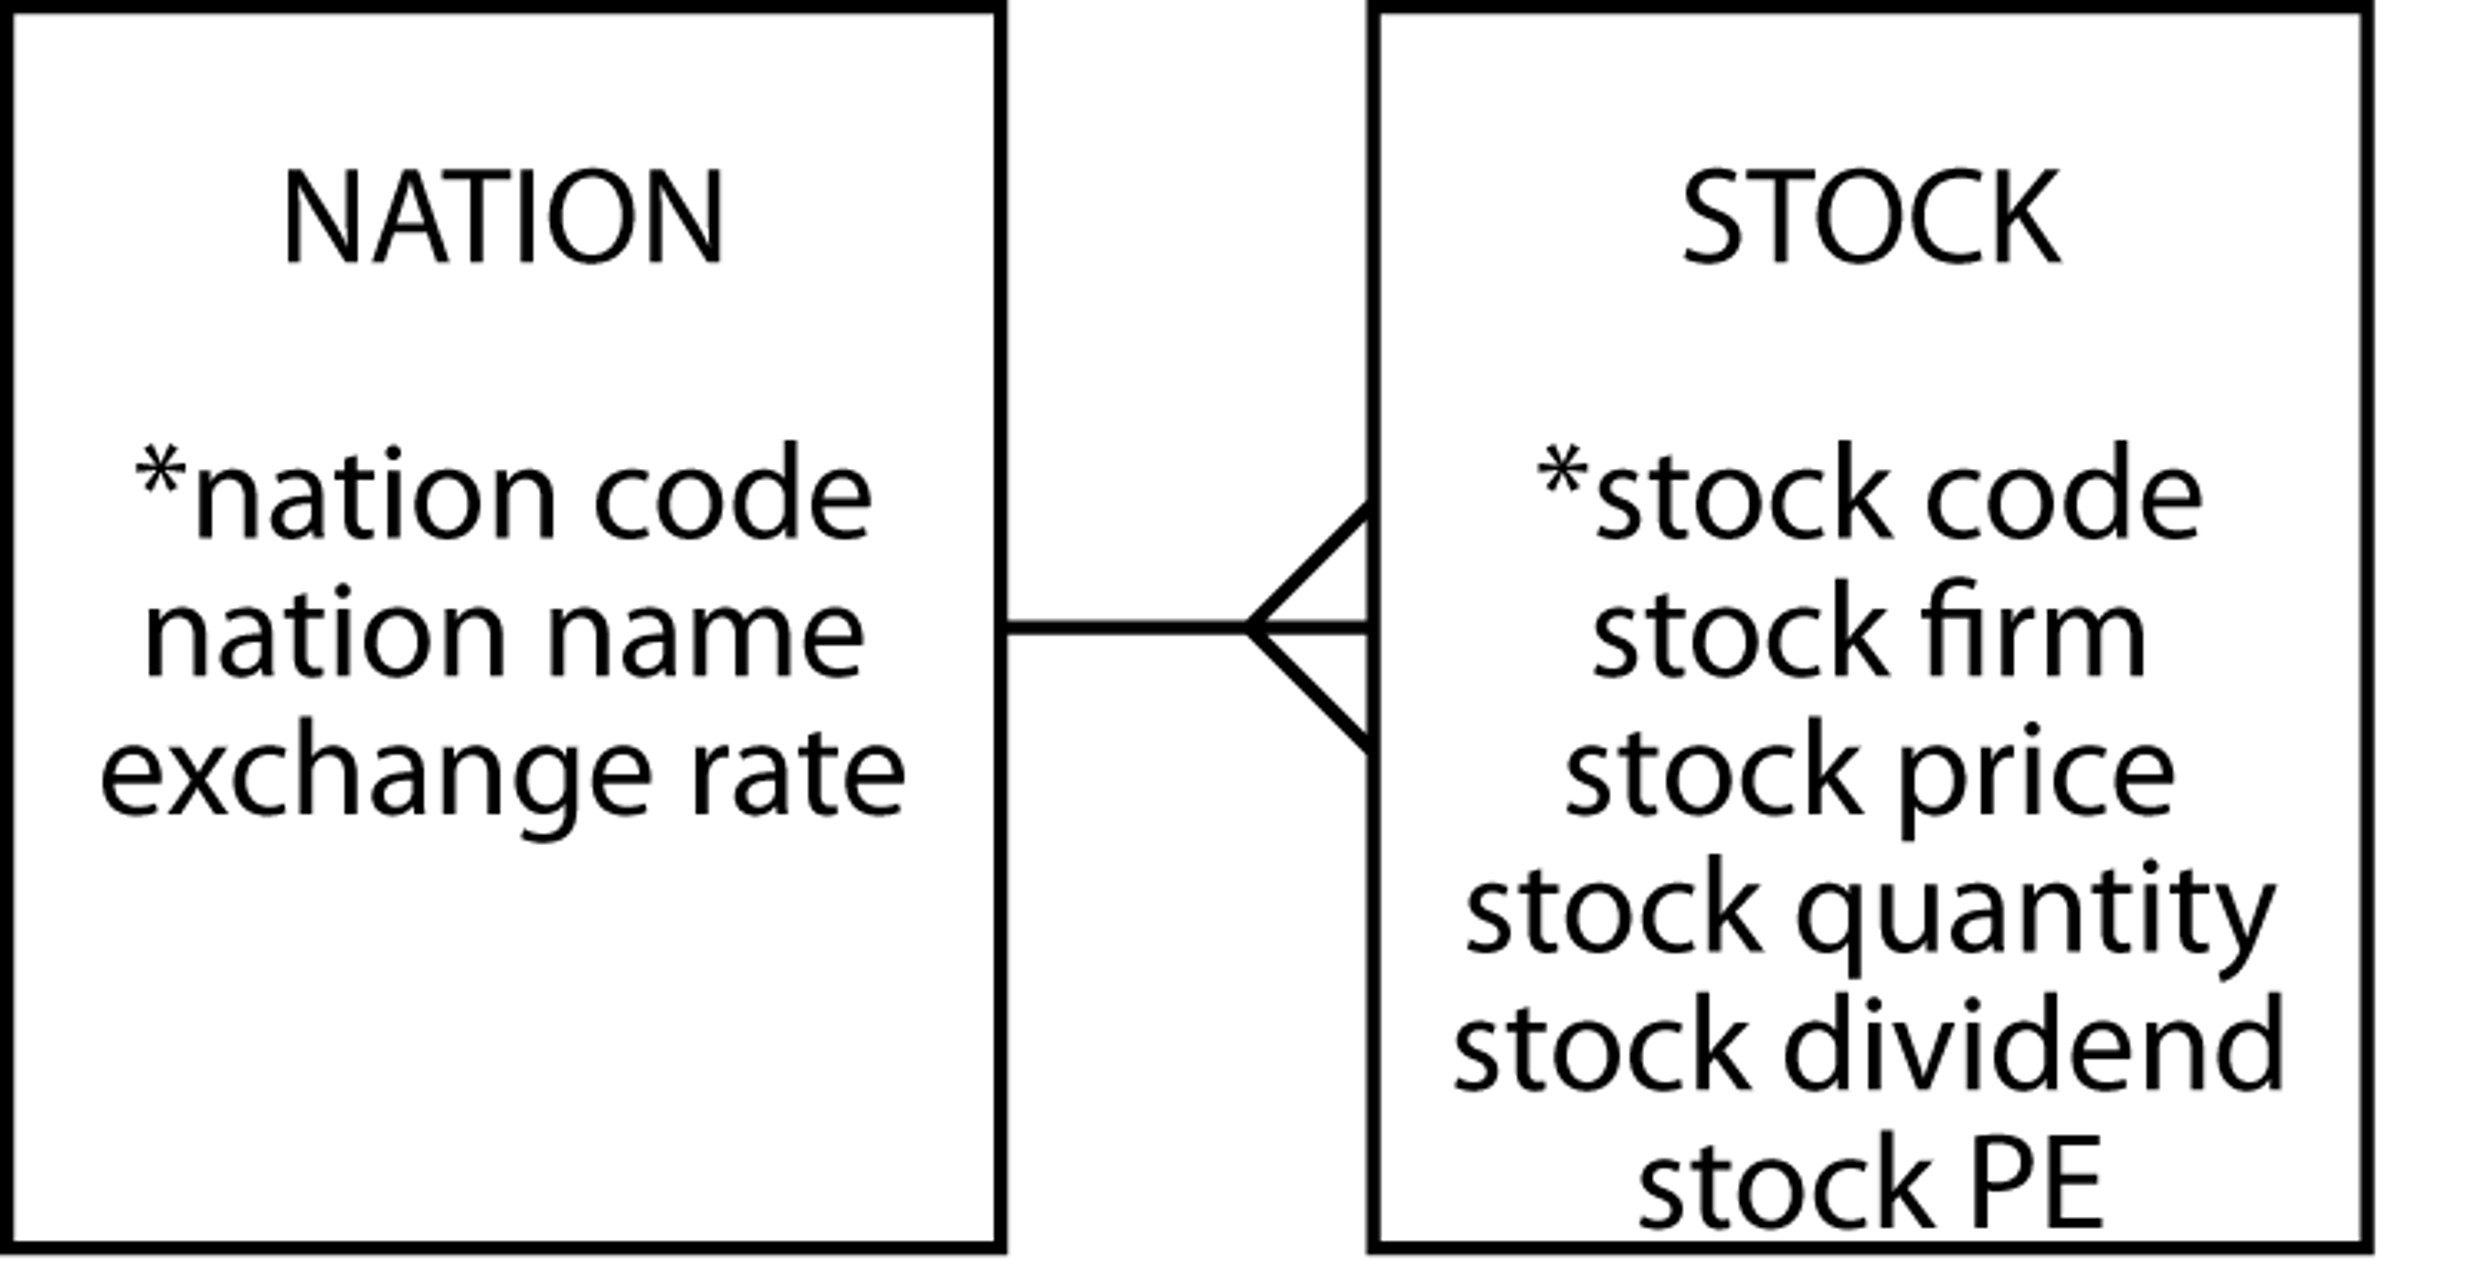 NATION
*nation code
nation name
exchange rate
STOCK
*stock code
stock firm
stock price
stock quantity
stock dividend
stock PE